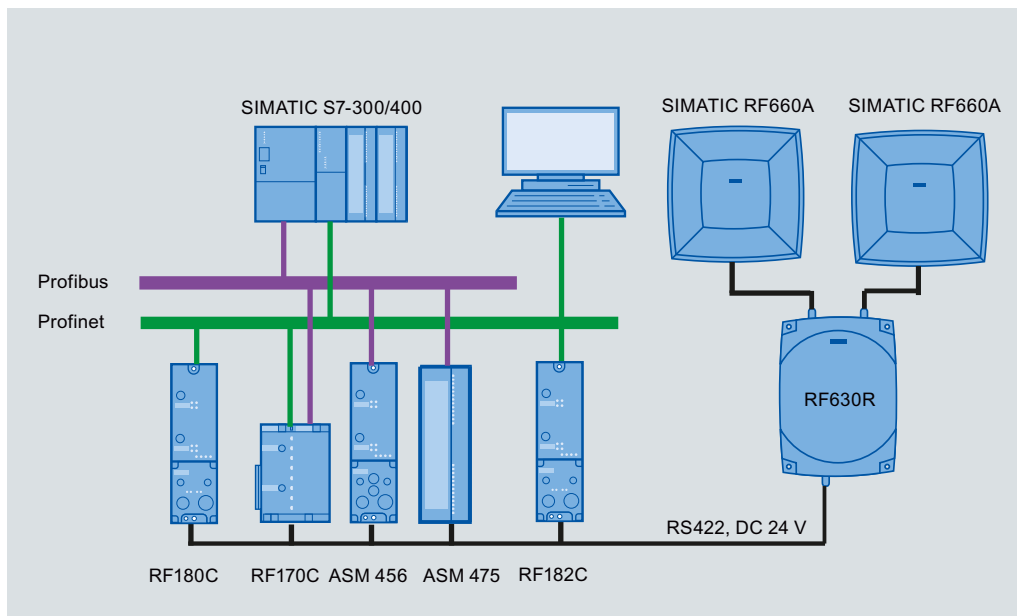 SIMATIC S7-300/400
SIMATIC RF660A
SIMATIC RF660A
Profibus
Profinet
RF630R
RS422, DC 24 V
RF180C
RF170C
ASM 456
ASM 475
RF182C